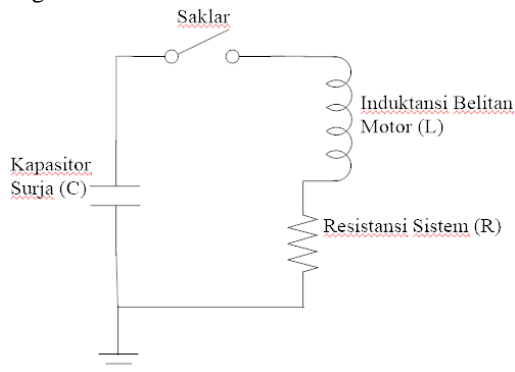 Saklar
Induktansi Belitan
Motor (L)
Kapasitor
Surja (C)
Resistansi Sistem (R)